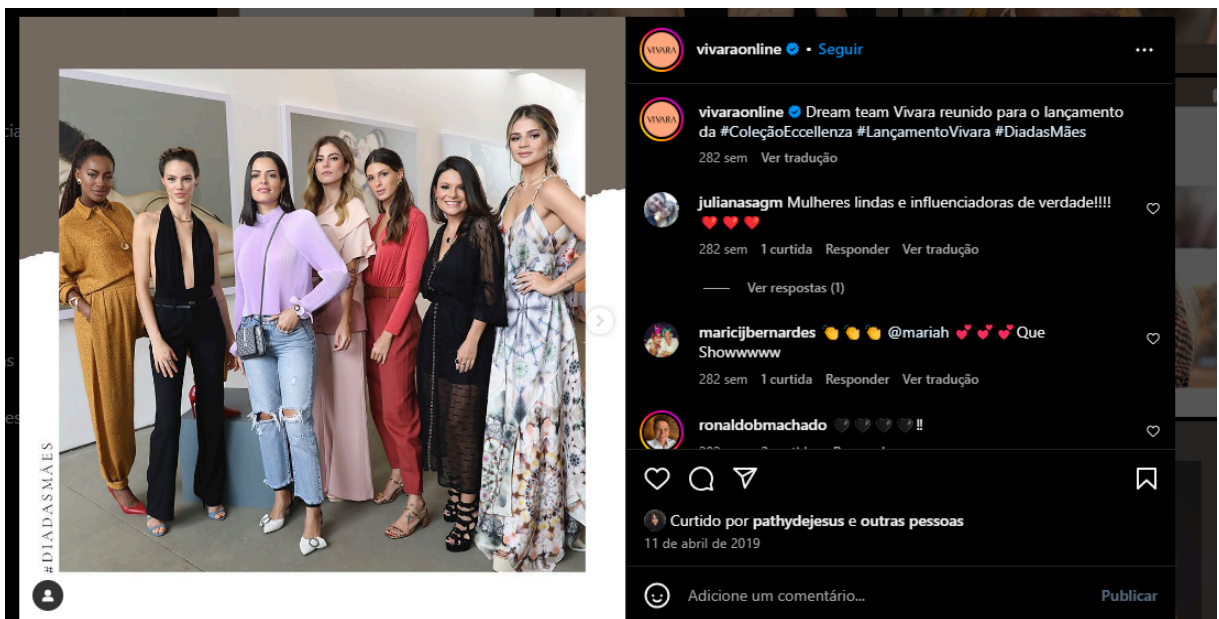 #DIADASMÃES
VIVARA
vivaraonline • Seguir
VIVARA
vivaraonline Dream team Vivara reunido para o lançamento
da #ColeçãoEccellenza #LançamentoVivara #DiadasMães
282 sem Ver tradução
julianasagm Mulheres lindas e influenciadoras de verdade!!!!
❤️ ❤️ ❤️
282 sem 1 curtida Responder Ver tradução
Ver respostas (1)
maricijbernardes 👏 👏 👏 @mariah 💕 💕 💕 Que
Showwwww
282 sem 1 curtida Responder Ver tradução
ronaldobmachado 🖤 🖤 🖤 🖤 ‼
Curtido por pathydejesus e outras pessoas
11 de abril de 2019
Adicione um comentário... Publicar